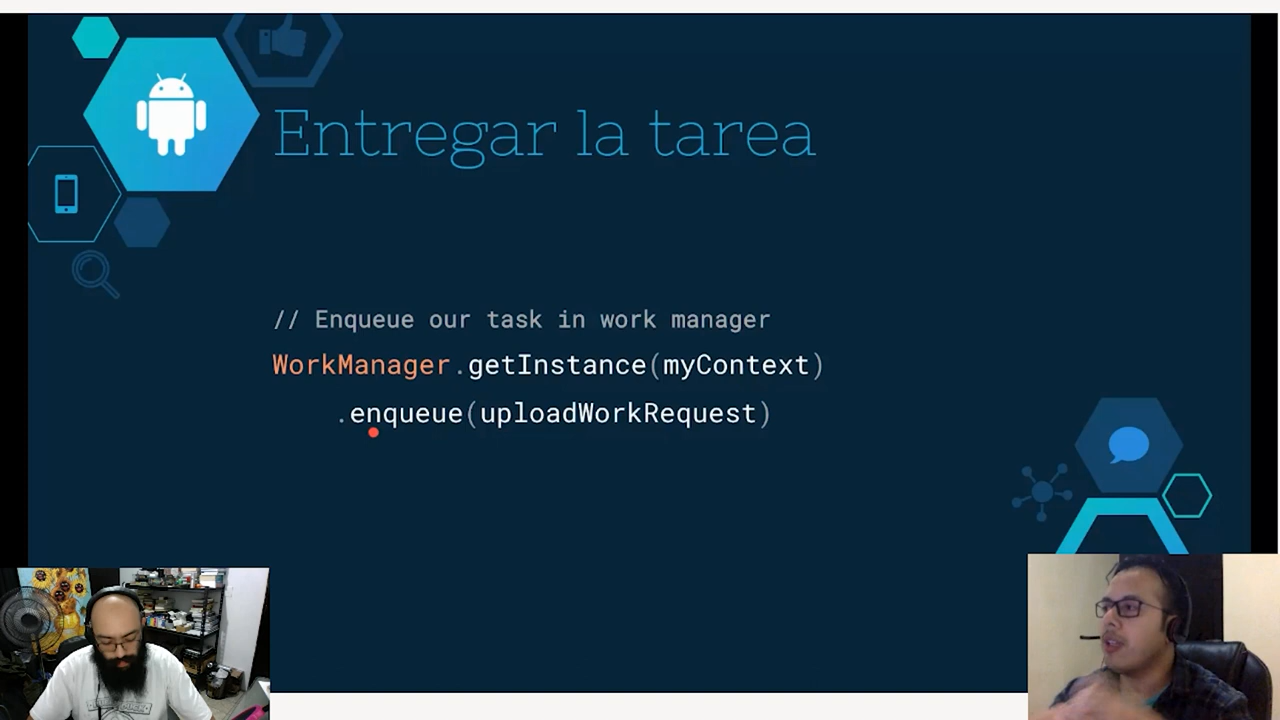 Entregar la tarea
// Enqueue our task in work manager
WorkManager.getInstance(myContext)
.enqueue(uploadWorkRequest)